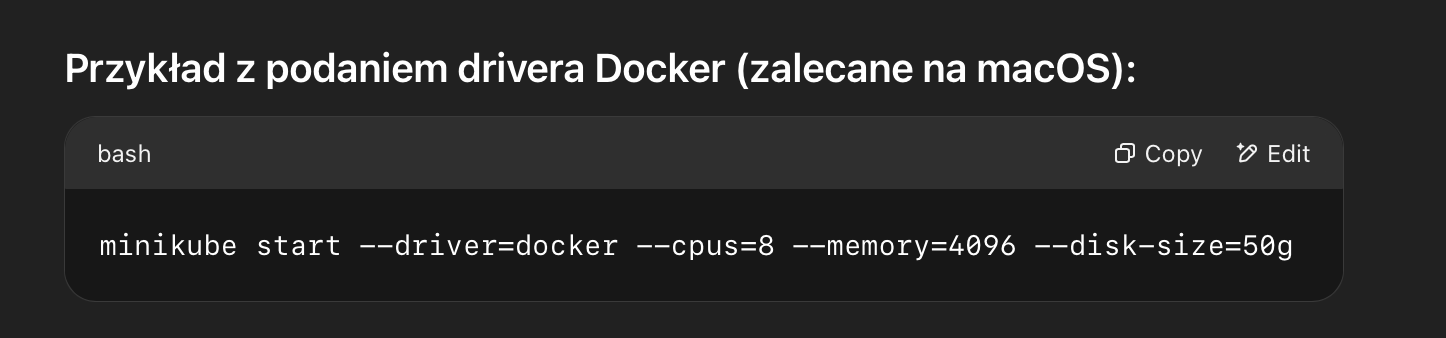 Przykład z podaniem drivera Docker (zalecane na macOS):
bash Copy Edit
minikube start --driver=docker --cpus=8 --memory=4096 --disk-size=50g